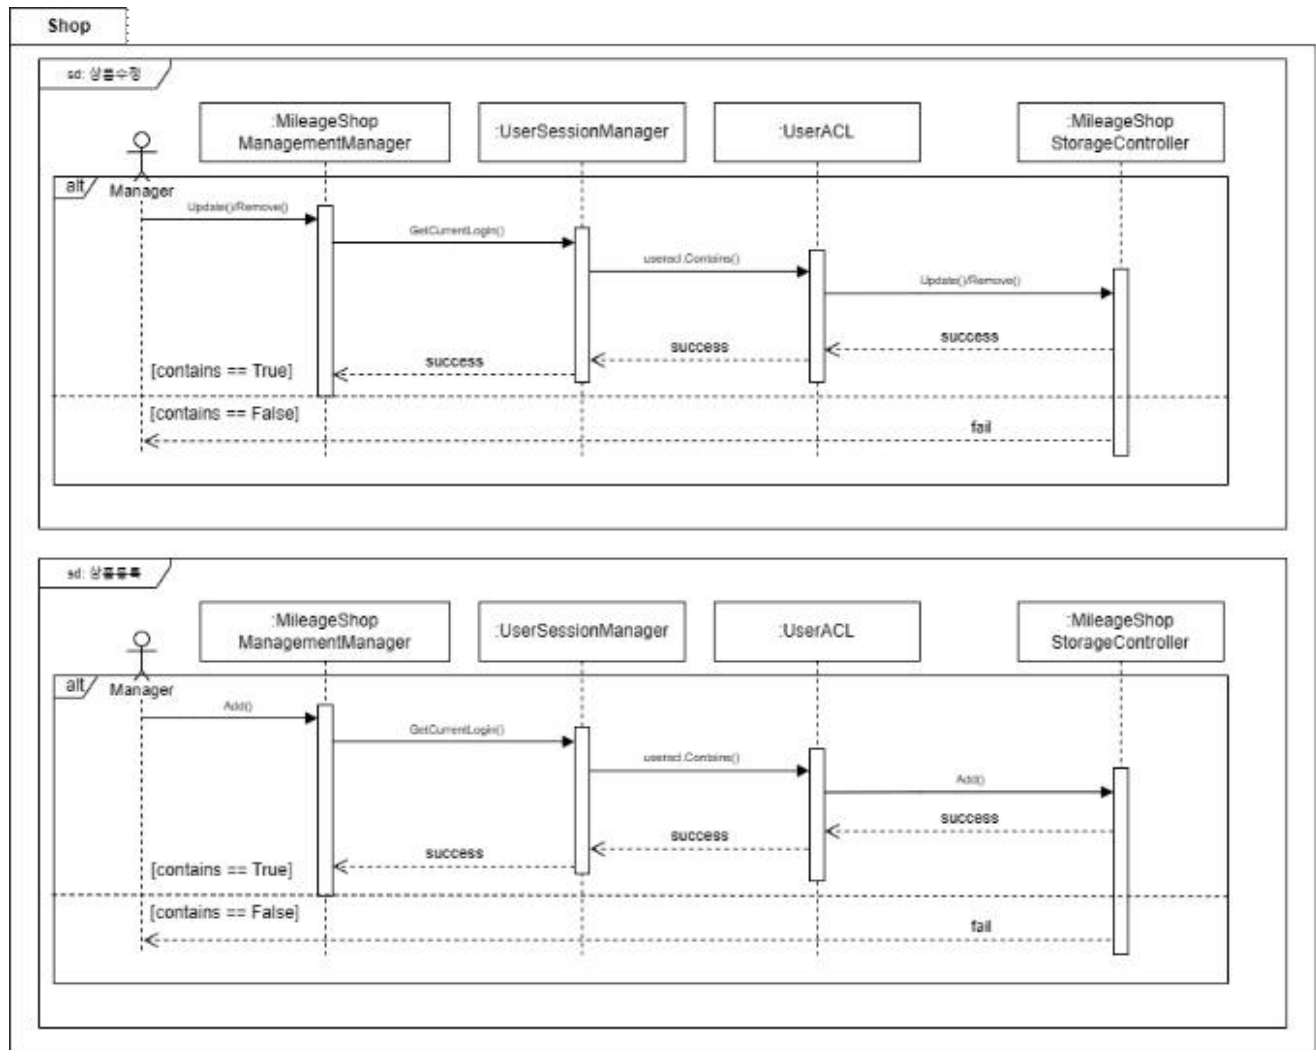 Shop
sd: 상품수정
:MileageShop
ManagementManager
:UserSessionManager
:UserACL
:MileageShop
StorageController
alt
Manager
Update()/Remove()
GetCurrentLogin()
useracl.Contains()
Update()/Remove()
success
success
success
[contains == True]
[contains == False]
fail
sd: 상품등록
:MileageShop
ManagementManager
:UserSessionManager
:UserACL
:MileageShop
StorageController
alt
Manager
Add()
GetCurrentLogin()
useracl.Contains()
Add()
success
success
success
[contains == True]
[contains == False]
fail